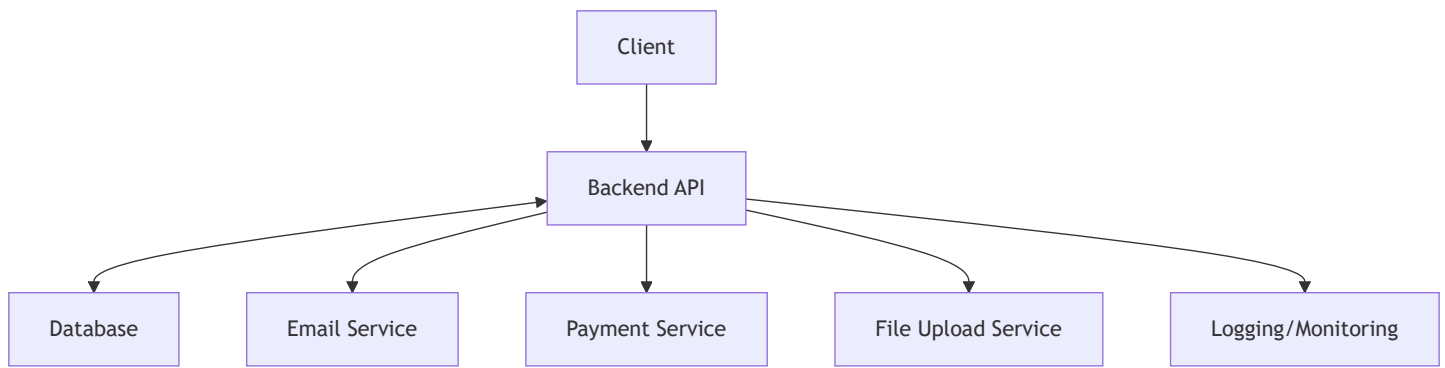 Client
Backend API
Database
Email Service
Payment Service
File Upload Service
Logging/Monitoring